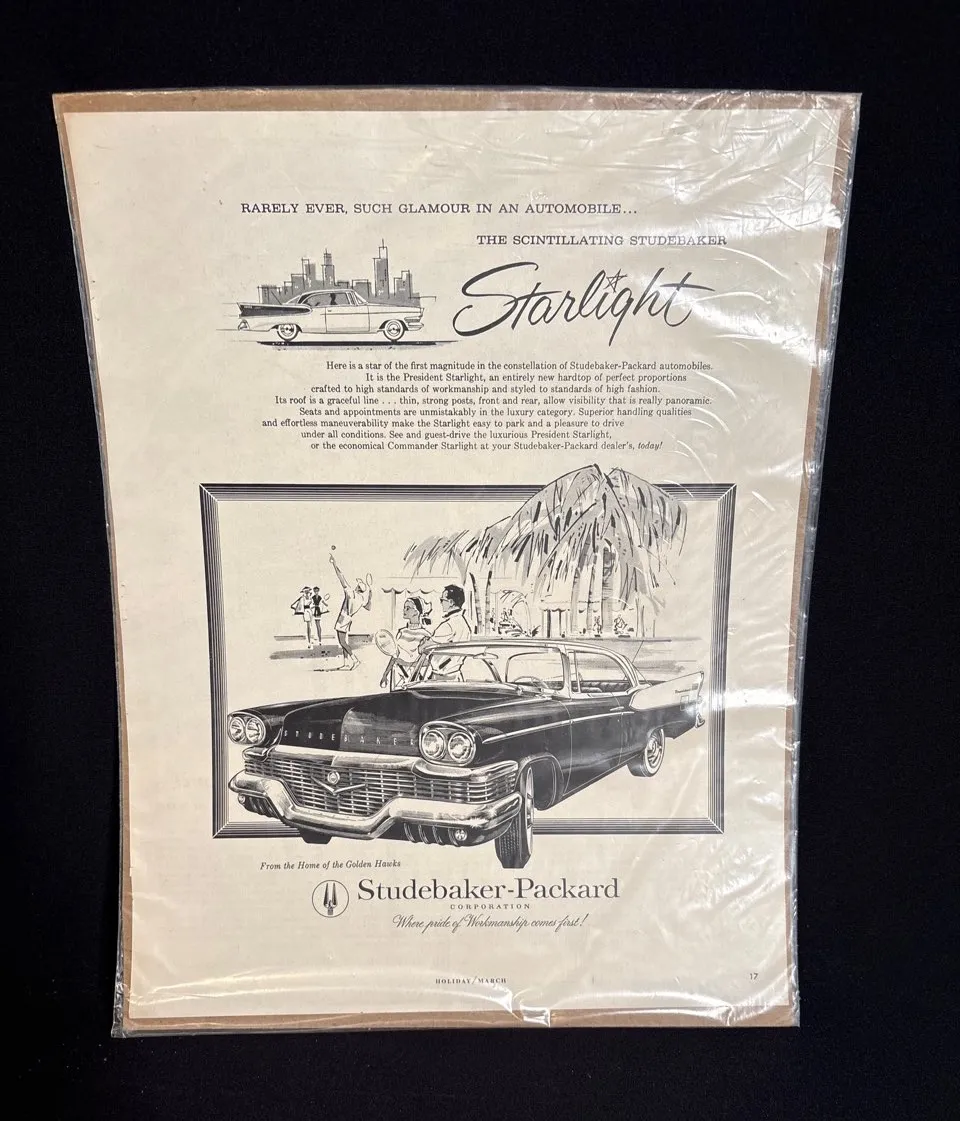 RARELY EVER, SUCH GLAMOUR IN AN AUTOMOBILE...
THE SCINTILLATING STUDEBAKER
Starlight
Here is a star of the first magnitude in the constellation of Studebaker-Packard automobiles.
It is the President Starlight, an entirely new hardtop of perfect proportions
crafted to high standards of workmanship and styled to standards of high fashion.
Its roof is a graceful line . . . thin, strong posts, front and rear, allow visibility that is really panoramic.
Seats and appointments are unmistakably in the luxury category. Superior handling qualities
and effortless maneuverability make the Starlight easy to park and a pleasure to drive
under all conditions. See and guest-drive the luxurious President Starlight,
or the economical Commander Starlight at your Studebaker-Packard dealer's, today!
STUDEBAKER
From the Home of the Golden Hawks
Studebaker-Packard
CORPORATION
Where pride of Workmanship comes first!
HOLIDAY/MARCH
17